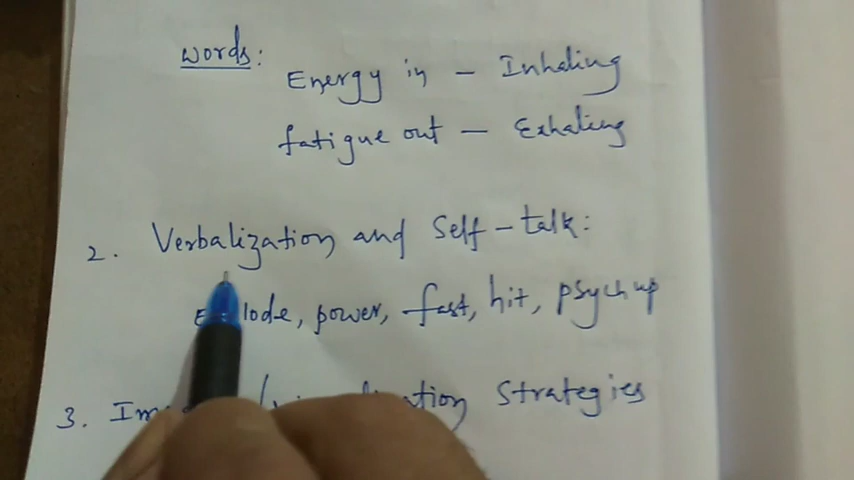 words:
Energy in - Inhaling
fatigue out - Exhaling
2. Verbalization and Self-talk:
power, fast, hit, psych up
3. Strategies